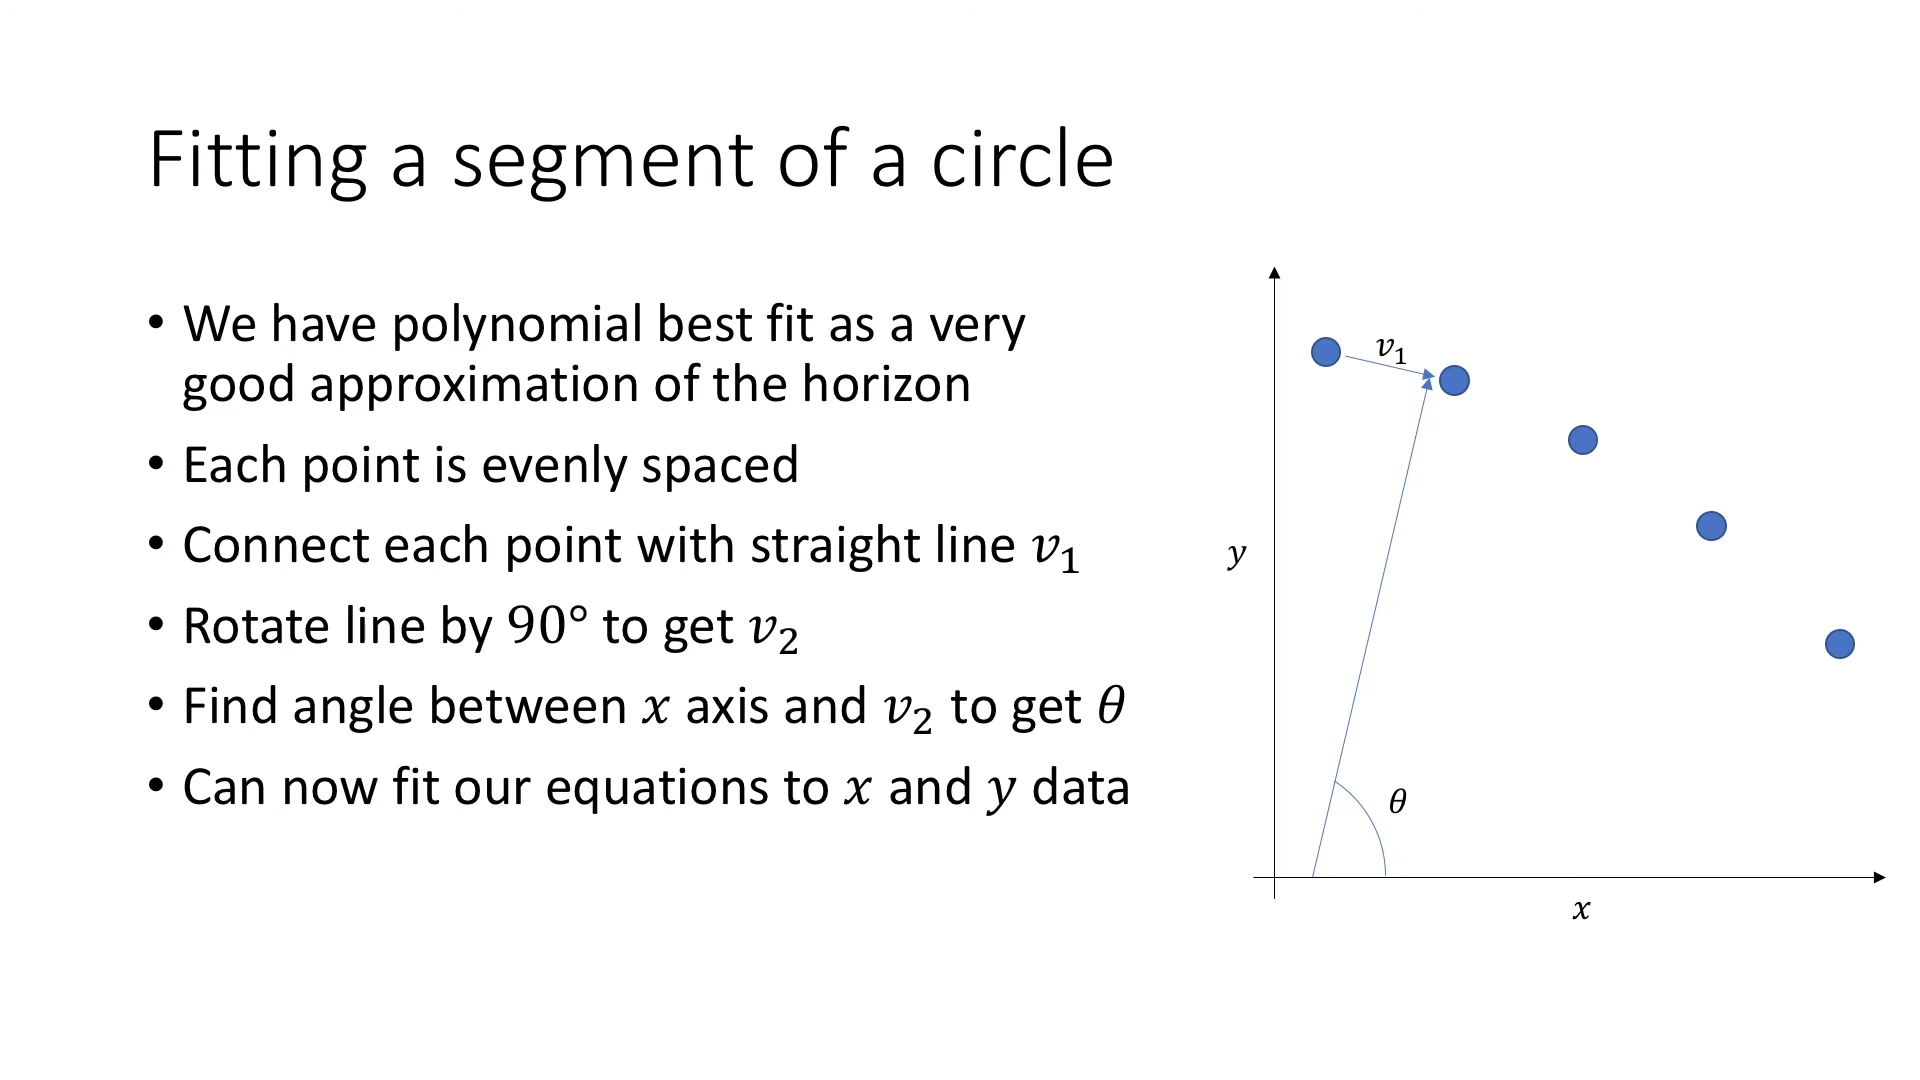 Fitting a segment of a circle
• We have polynomial best fit as a very
good approximation of the horizon
• Each point is evenly spaced
• Connect each point with straight line 𝑣₁
• Rotate line by 90° to get 𝑣₂
• Find angle between 𝑥 axis and 𝑣₂ to get 𝜃
• Can now fit our equations to 𝑥 and 𝑦 data
𝑣₁
𝑦
𝜃
𝑥